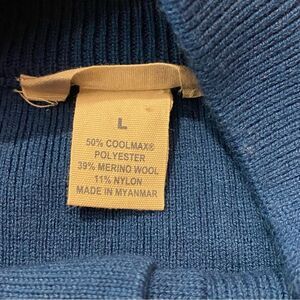 L
50% COOLMAX®
POLYESTER
39% MERINO WOOL
11% NYLON
MADE IN MYANMAR